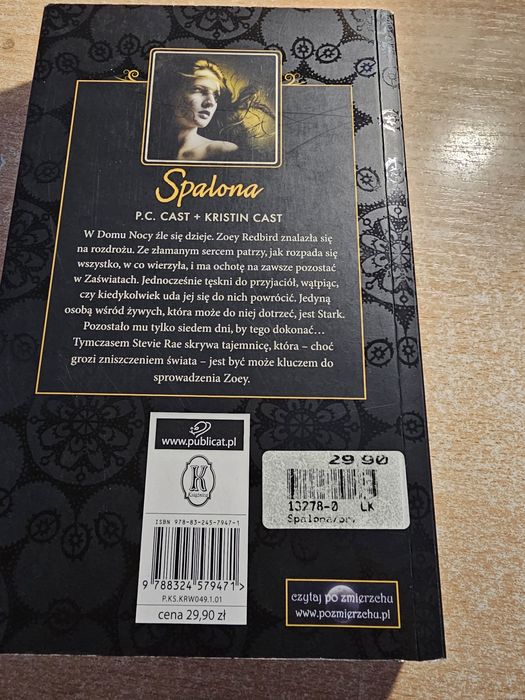 Spalona
P.C. CAST + KRISTIN CAST
W Domu Nocy źle się dzieje. Zoey Redbird znalazła się
na rozdrożu. Ze złamanym sercem patrzy, jak rozpada się
wszystko, w co wierzyła, i ma ochotę na zawsze pozostać
w Zaświatach. Jednocześnie tęskni do przyjaciół, wątpiąc,
czy kiedykolwiek uda jej się do nich powrócić. Jedyną
osobą wśród żywych, która może do niej dotrzeć, jest Stark.
Pozostało mu tylko siedem dni, by tego dokonać…
Tymczasem Stevie Rae skrywa tajemnicę, która – choć
grozi zniszczeniem świata – jest być może kluczem do
sprowadzenia Zoey.
www.publicat.pl
K
Książnica
ISBN 978-83-245-7947-1
9 788324 579471 >
P.KS.KRW049.1.01
cena 29,90 zł
29 90
13278-0 LK
Spalona/br.
czytaj po zmierzchu
www.pozmierzchu.pl